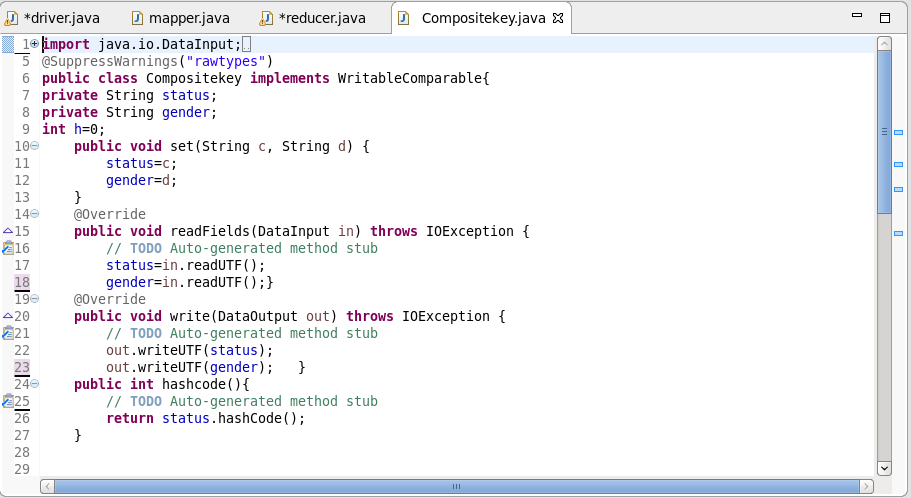 *driver.java mapper.java *reducer.java Compositekey.java
1 import java.io.DataInput;
5 @SuppressWarnings("rawtypes")
6 public class Compositekey implements WritableComparable{
7 private String status;
8 private String gender;
9 int h=0;
10 public void set(String c, String d) {
11 status=c;
12 gender=d;
13 }
14 @Override
15 public void readFields(DataInput in) throws IOException {
16 // TODO Auto-generated method stub
17 status=in.readUTF();
18 gender=in.readUTF();}
19 @Override
20 public void write(DataOutput out) throws IOException {
21 // TODO Auto-generated method stub
22 out.writeUTF(status);
23 out.writeUTF(gender); }
24 public int hashcode(){
25 // TODO Auto-generated method stub
26 return status.hashCode();
27 }
28
29